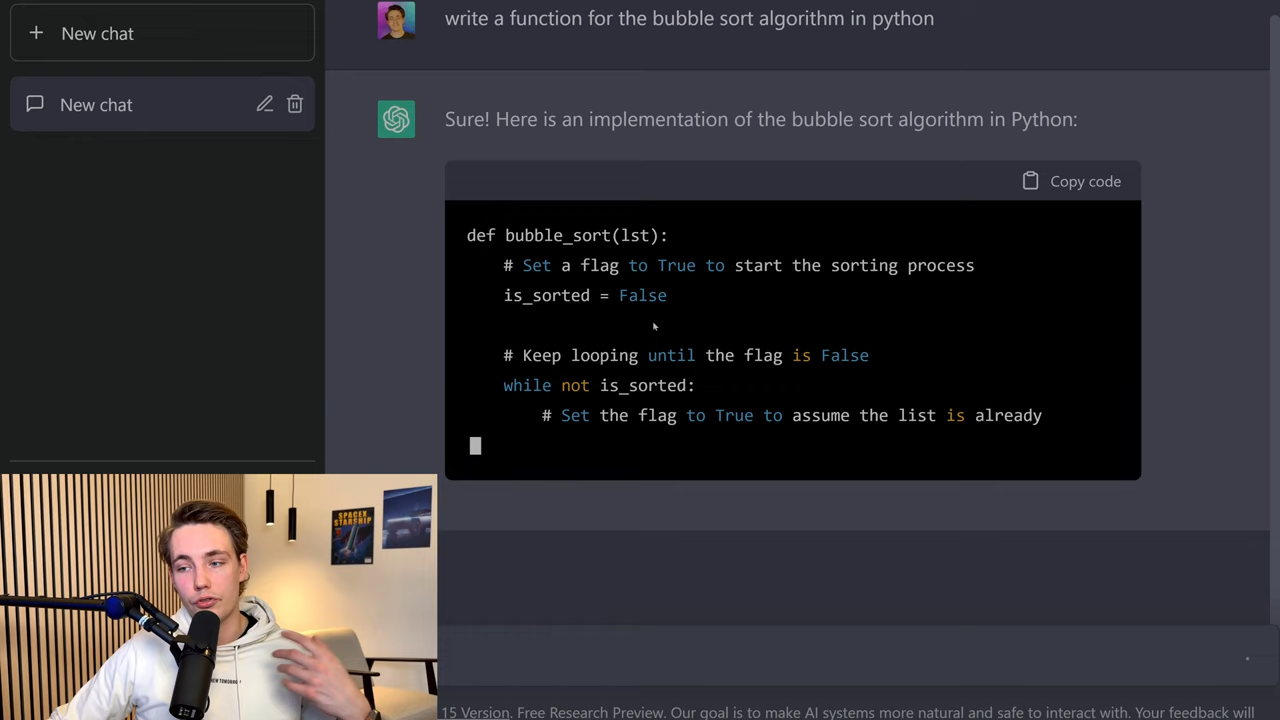 New chat
write a function for the bubble sort algorithm in python
New chat
Sure! Here is an implementation of the bubble sort algorithm in Python:
Copy code
def bubble_sort(lst):
# Set a flag to True to start the sorting process
is_sorted = False
# Keep looping until the flag is False
while not is_sorted:
# Set the flag to True to assume the list is already
SPACEX
STARSHIP
15 Version. Free Research Preview. Our goal is to make AI systems more natural and safe to interact with. Your feedback will